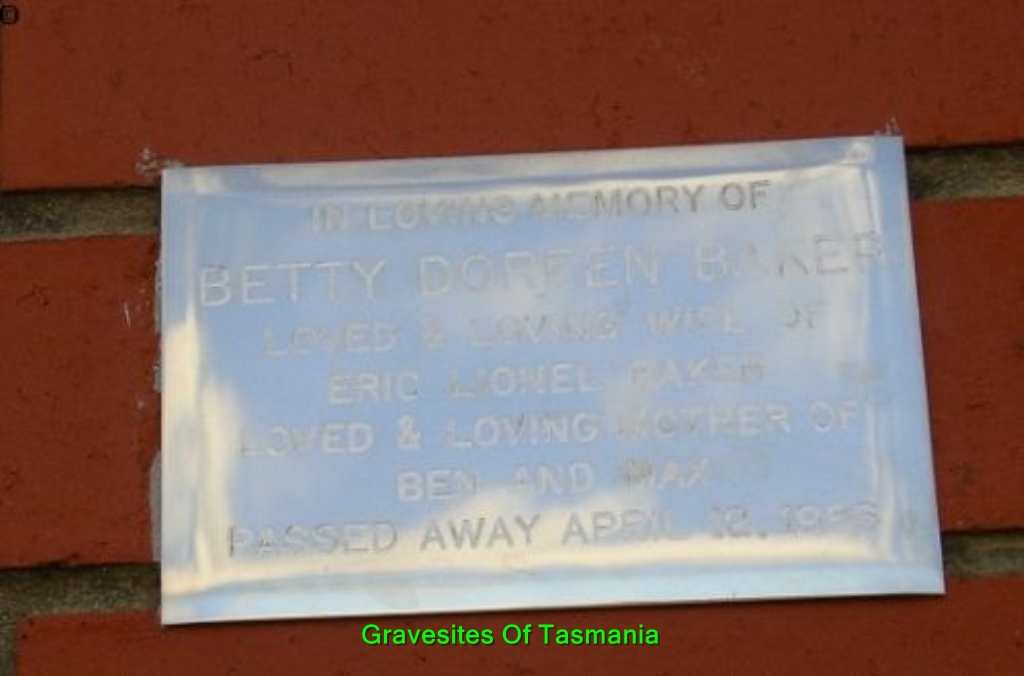 IN LOVING MEMORY OF
BETTY DOREEN BAKER
LOVED & LOVING WIFE OF
ERIC LIONEL BAKER
LOVED & LOVING MOTHER OF
BEN AND MAX
PASSED AWAY APRIL 12,
Gravesites Of Tasmania